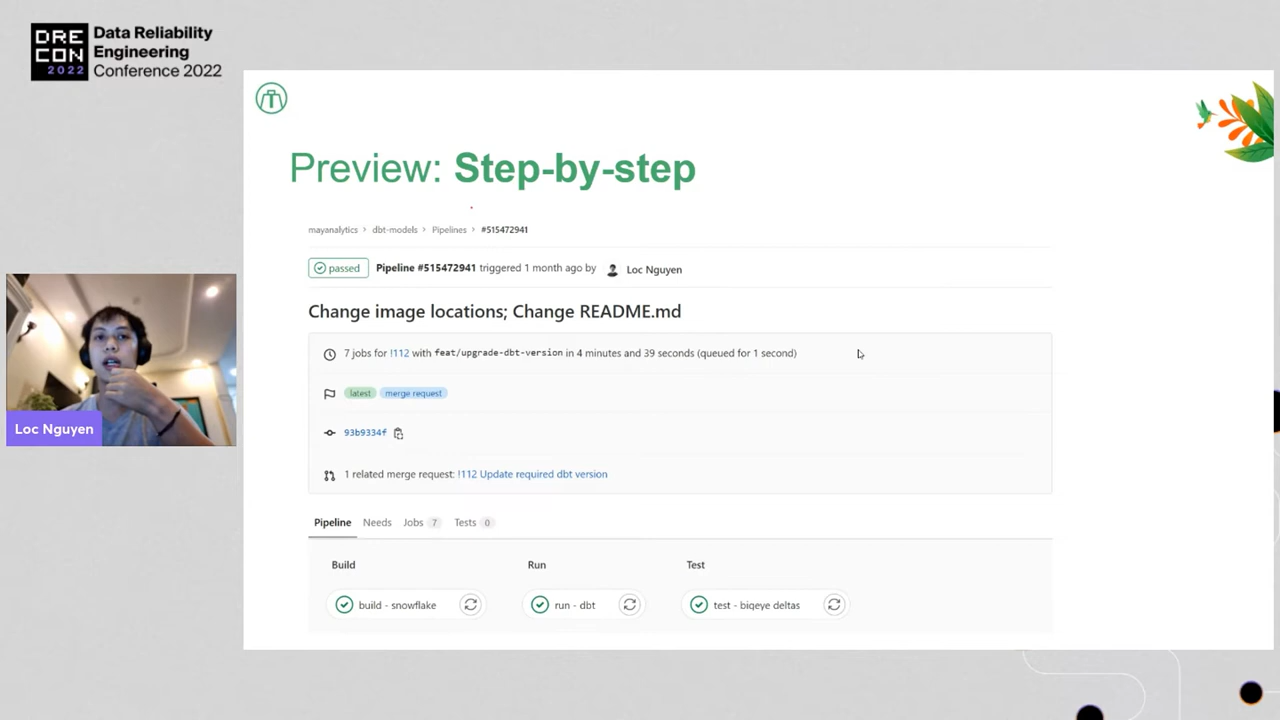 DRE
CON
2022
Data Reliability
Engineering
Conference 2022
Preview: Step-by-step
mayanalytics > dbt-models > Pipelines > #515472941
passed Pipeline #515472941 triggered 1 month ago by Loc Nguyen
Change image locations; Change README.md
7 jobs for !112 with feat/upgrade-dbt-version in 4 minutes and 39 seconds (queued for 1 second)
latest merge request
93b9334f
1 related merge request: !112 Update required dbt version
Pipeline Needs Jobs 7 Tests 0
Build Run Test
build - snowflake run - dbt test - bigeye deltas
Loc Nguyen